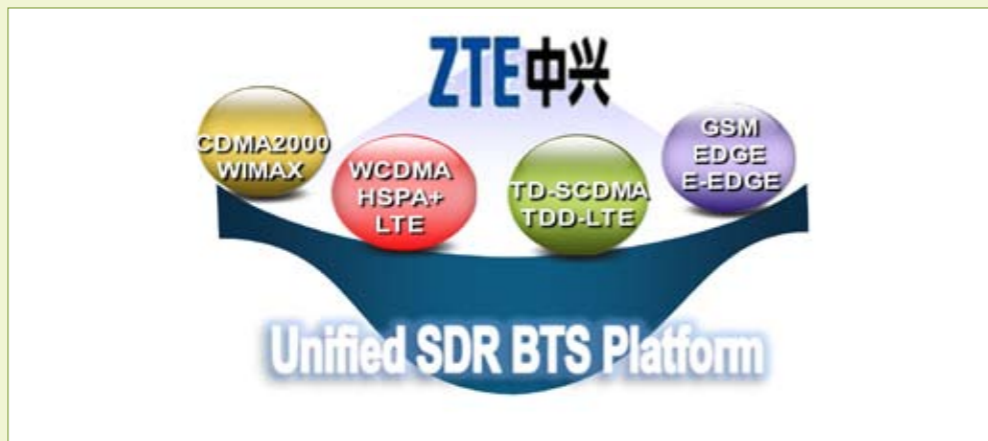 ZTE中兴
CDMA2000
WIMAX
WCDMA
HSPA+
LTE
TD-SCDMA
TDD-LTE
GSM
EDGE
E-EDGE
Unified SDR BTS Platform